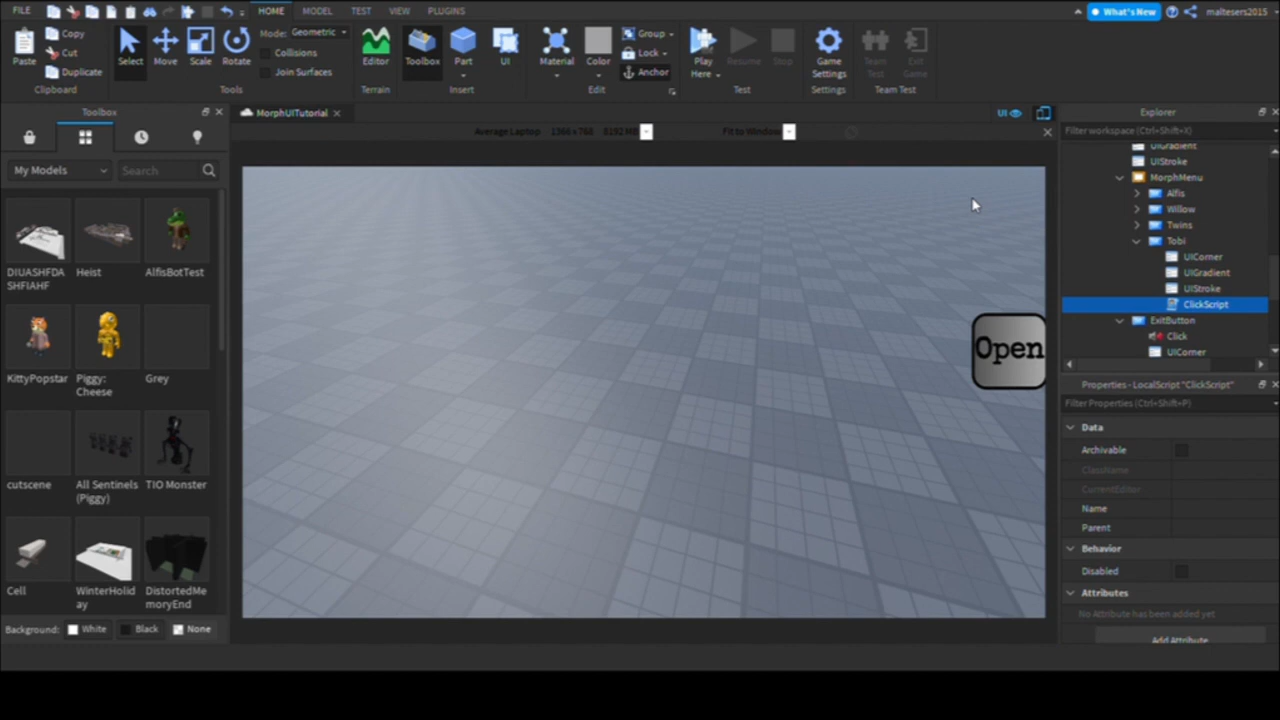 FILE HOME MODEL TEST VIEW PLUGINS What's New maltesers2015
Paste Copy Cut Duplicate Select Move Scale Rotate Mode: Geometric Collisions Join Surfaces Editor Toolbox Part UI Material Color Group Lock Anchor Play Here Resume Stop Game Settings Team Test Exit Game
Clipboard Tools Terrain Insert Edit Test Settings Team Test
Toolbox
My Models Search
DIUASHFDA
SHFIAHF
Heist
AlfisBotTest
KittyPopstar
Piggy:
Cheese
Grey
cutscene
All Sentinels
(Piggy)
TIO Monster
Cell
WinterHolid
ay
DistortedMe
moryEnd
Background: White Black None
MorphUITutorial
UI
Average Laptop 1366 x 768 8192 MB Fit to Window
Open
Explorer
Filter workspace (Ctrl+Shift+X)
UIGradient
UIStroke
MorphMenu
Alfis
Willow
Twins
Tobi
UICorner
UIGradient
UIStroke
ClickScript
ExitButton
Click
UICorner
Properties - LocalScript "ClickScript"
Filter Properties (Ctrl+Shift+P)
Data
Archivable
ClassName
CurrentEditor
Name
Parent
Behavior
Disabled
Attributes
No Attribute has been added yet
Add Attribute